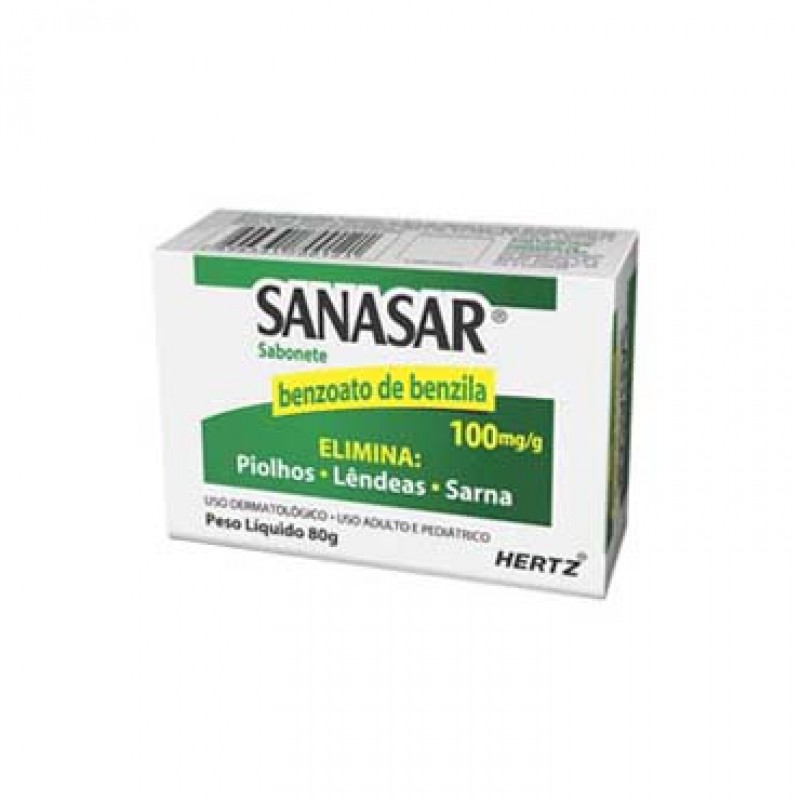 SANASAR®
Sabonete
benzoato de benzila
100mg/g
ELIMINA:
Piolhos • Lêndeas • Sarna
USO DERMATOLÓGICO • USO ADULTO E PEDIÁTRICO
Peso Líquido 80g
HERTZ®